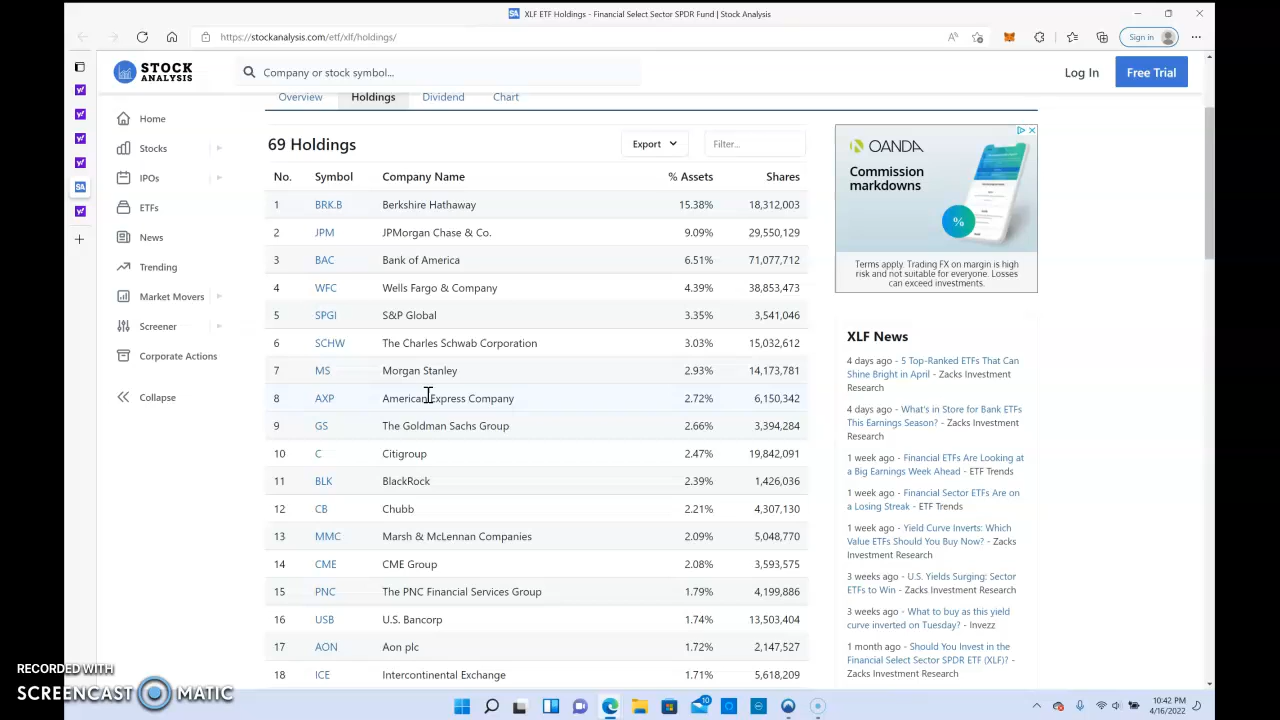 XLF ETF Holdings - Financial Select Sector SPDR Fund | Stock Analysis
https://stockanalysis.com/etf/xlf/holdings/
Sign in
STOCK
ANALYSIS
Company or stock symbol...
Log In
Free Trial
Overview
Holdings
Dividend
Chart
Home
Stocks
IPOs
ETFs
News
Trending
Market Movers
Screener
Corporate Actions
Collapse
69 Holdings
Export
Filter...
No. Symbol Company Name % Assets Shares
1 BRK.B Berkshire Hathaway 15.38% 18,312,003
2 JPM JPMorgan Chase & Co. 9.09% 29,550,129
3 BAC Bank of America 6.51% 71,077,712
4 WFC Wells Fargo & Company 4.39% 38,853,473
5 SPGI S&P Global 3.35% 3,541,046
6 SCHW The Charles Schwab Corporation 3.03% 15,032,612
7 MS Morgan Stanley 2.93% 14,173,781
8 AXP American Express Company 2.72% 6,150,342
9 GS The Goldman Sachs Group 2.66% 3,394,284
10 C Citigroup 2.47% 19,842,091
11 BLK BlackRock 2.39% 1,426,036
12 CB Chubb 2.21% 4,307,130
13 MMC Marsh & McLennan Companies 2.09% 5,048,770
14 CME CME Group 2.08% 3,593,575
15 PNC The PNC Financial Services Group 1.79% 4,199,886
16 USB U.S. Bancorp 1.74% 13,503,404
17 AON Aon plc 1.72% 2,147,527
18 ICE Intercontinental Exchange 1.71% 5,618,209
OANDA
Commission
markdowns
%
Terms apply. Trading FX on margin is high
risk and not suitable for everyone. Losses
can exceed investments.
XLF News
4 days ago - 5 Top-Ranked ETFs That Can
Shine Bright in April - Zacks Investment
Research
4 days ago - What's in Store for Bank ETFs
This Earnings Season? - Zacks Investment
Research
1 week ago - Financial ETFs Are Looking at
a Big Earnings Week Ahead - ETF Trends
1 week ago - Financial Sector ETFs Are on
a Losing Streak - ETF Trends
1 week ago - Yield Curve Inverts: Which
Value ETFs Should You Buy Now? - Zacks
Investment Research
3 weeks ago - U.S. Yields Surging: Sector
ETFs to Win - Zacks Investment Research
3 weeks ago - What to buy as this yield
curve inverted on Tuesday? - Invezz
1 month ago - Should You Invest in the
Financial Select Sector SPDR ETF (XLF)? -
Zacks Investment Research
RECORDED WITH
SCREENCAST MATIC
10
10:42 PM
4/16/2022